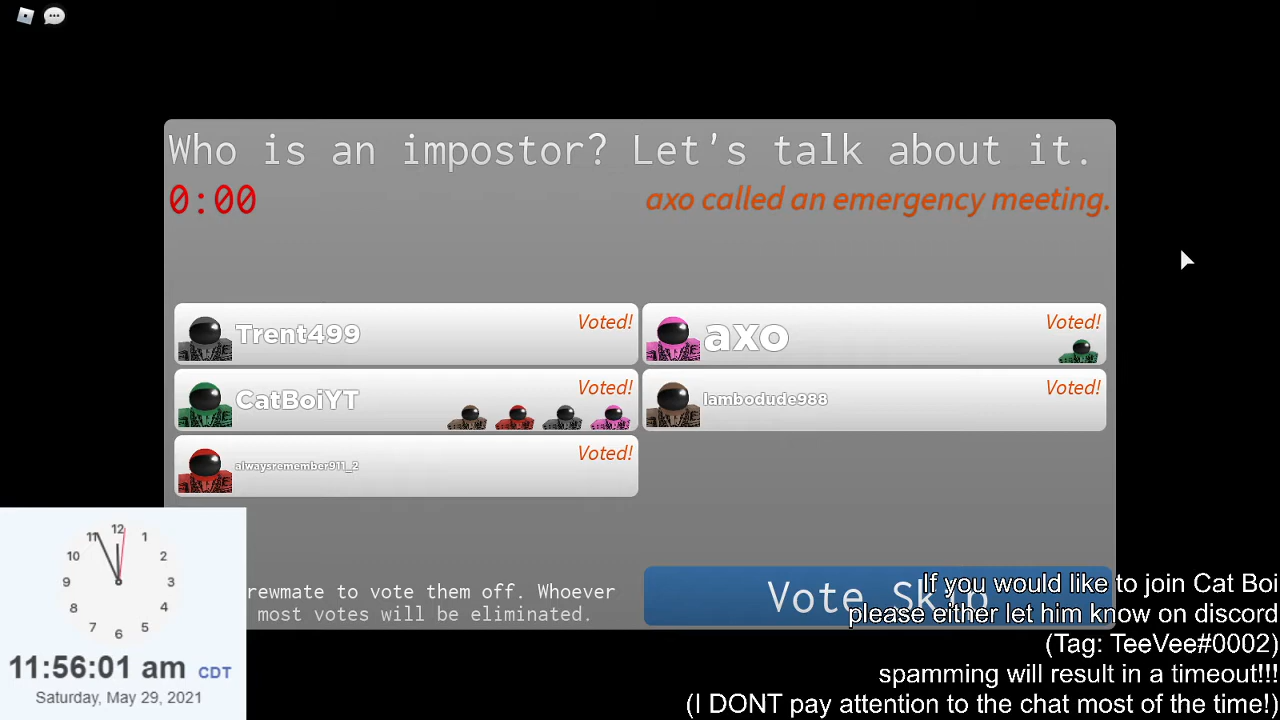 Who is an impostor? Let's talk about it.
0:00
axo called an emergency meeting.
Trent499
Voted!
axo
Voted!
CatBoiYT
Voted!
lambodude988
Voted!
alwaysremember911_2
Voted!
rewmate to vote them off. Whoever
most votes will be eliminated.
Vote Skip
If you would like to join Cat Boi
please either let him know on discord
(Tag: TeeVee#0002)
spamming will result in a timeout!!!
(I DONT pay attention to the chat most of the time!)
12
1
2
3
4
5
6
7
8
9
10
11
11:56:01 am CDT
Saturday, May 29, 2021